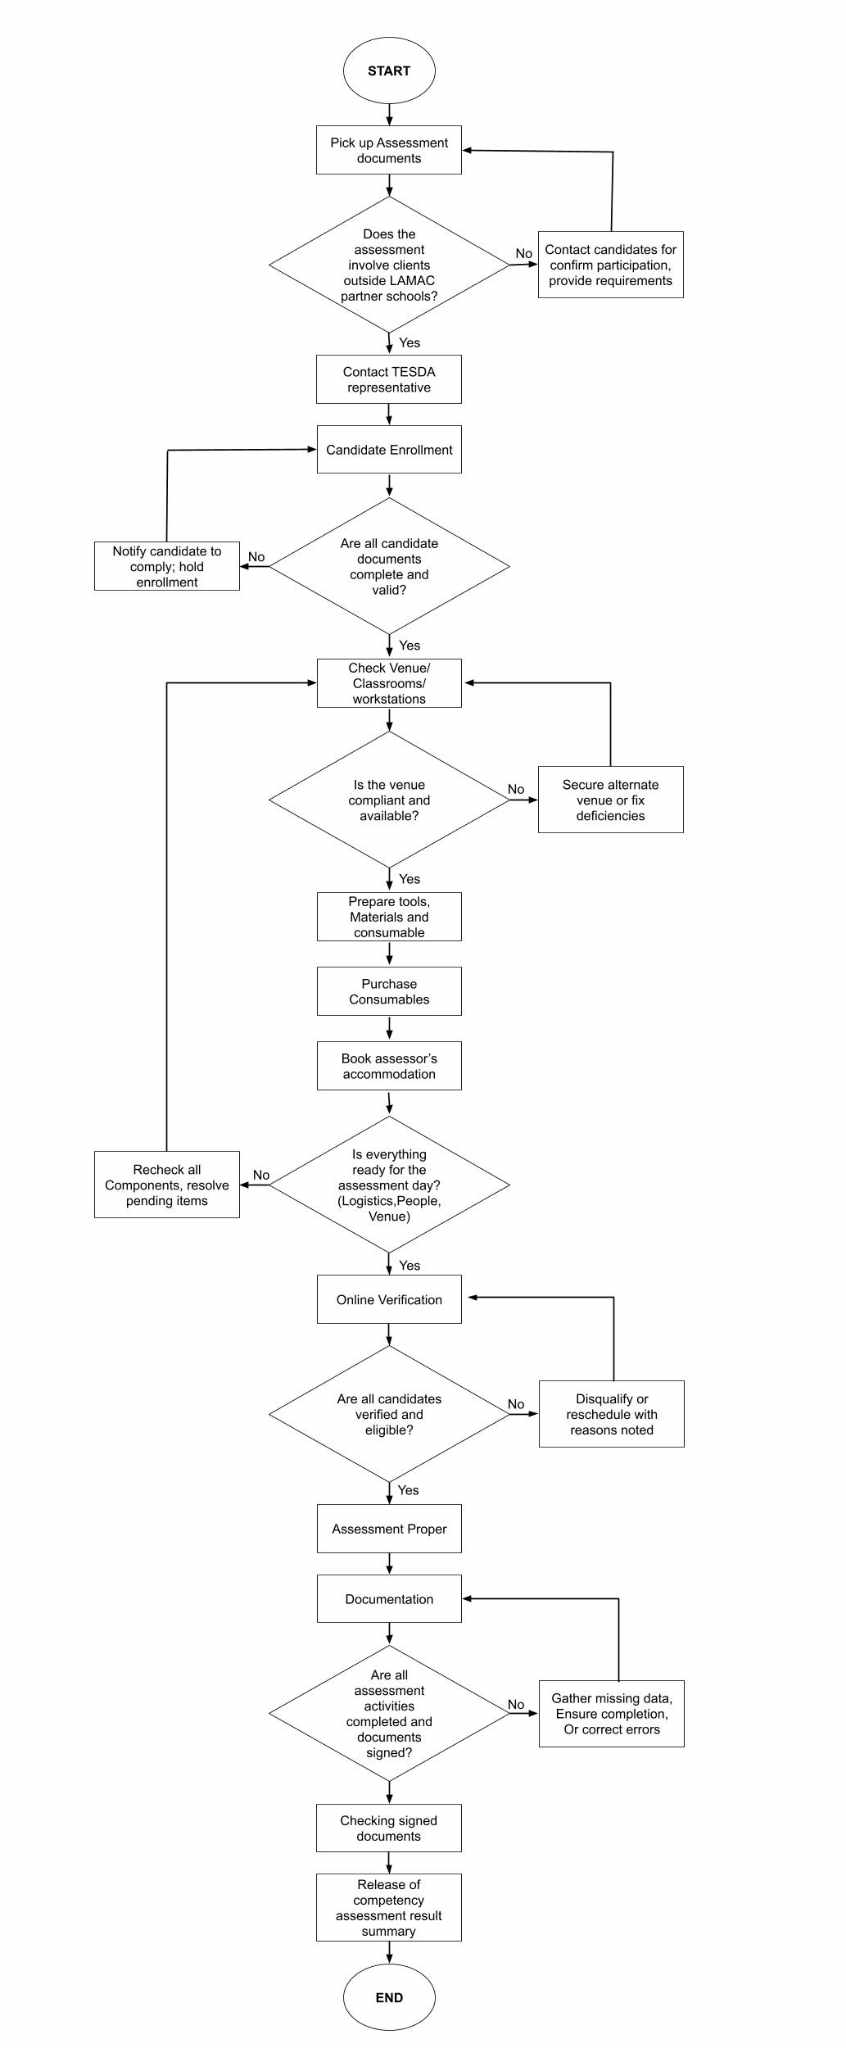 START
Pick up Assessment
documents
Does the
assessment
involve clients
outside LAMAC
partner schools?
No
Contact candidates for
confirm participation,
provide requirements
Yes
Contact TESDA
representative
Candidate Enrollment
Are all candidate
documents
complete and
valid?
No
Notify candidate to
comply; hold
enrollment
Yes
Check Venue/
Classrooms/
workstations
Is the venue
compliant and
available?
No
Secure alternate
venue or fix
deficiencies
Yes
Prepare tools,
Materials and
consumable
Purchase
Consumables
Book assessor's
accommodation
Is everything
ready for the
assessment day?
(Logistics,People,
Venue)
No
Recheck all
Components, resolve
pending items
Yes
Online Verification
Are all candidates
verified and
eligible?
No
Disqualify or
reschedule with
reasons noted
Yes
Assessment Proper
Documentation
Are all
assessment
activities
completed and
documents
signed?
No
Gather missing data,
Ensure completion,
Or correct errors
Checking signed
documents
Release of
competency
assessment result
summary
END